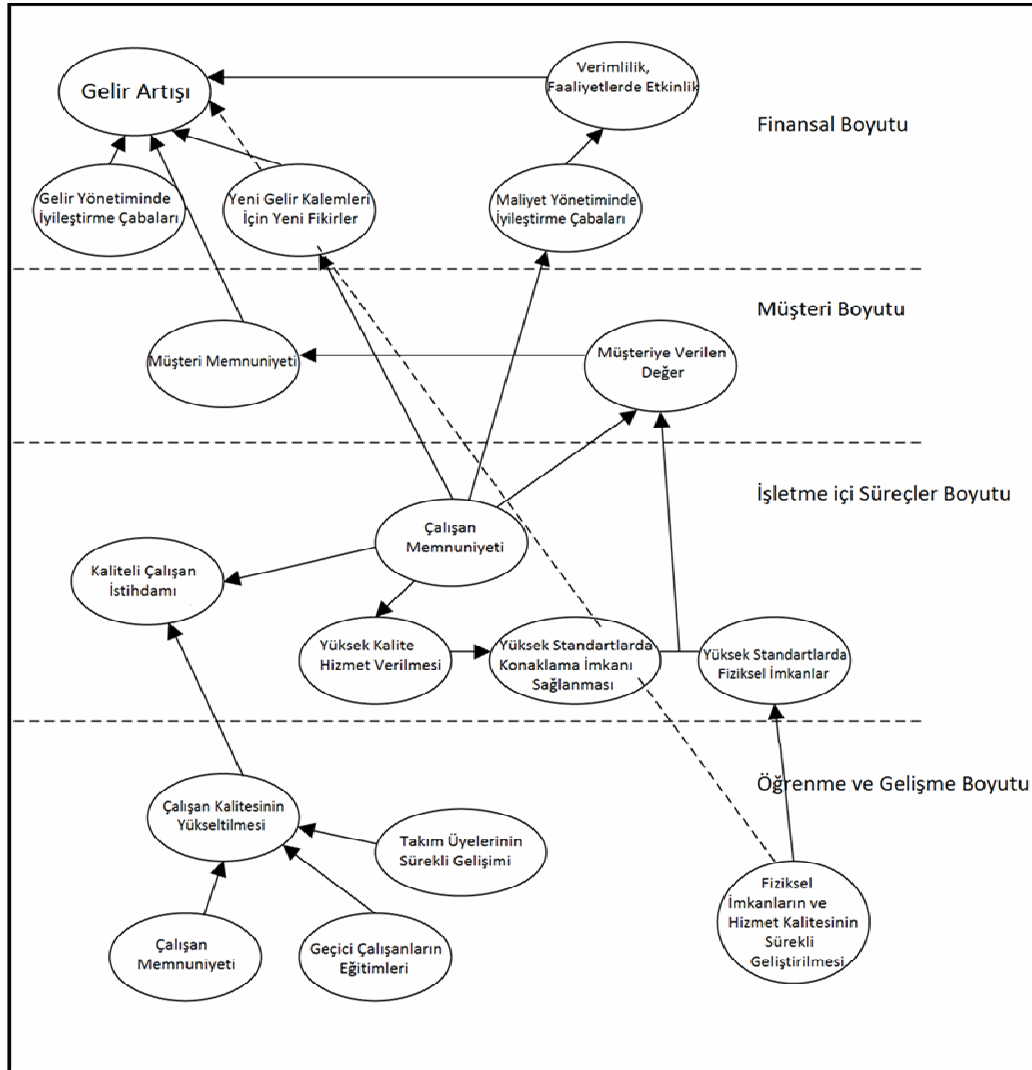 Gelir Artışı
Verimlilik,
Faaliyetlerde Etkinlik
Finansal Boyutu
Gelir Yönetiminde
İyileştirme Çabaları
Yeni Gelir Kalemleri
İçin Yeni Fikirler
Maliyet Yönetiminde
İyileştirme Çabaları
Müşteri Boyutu
Müşteri Memnuniyeti
Müşteriye Verilen
Değer
İşletme içi Süreçler Boyutu
Çalışan
Memnuniyeti
Kaliteli Çalışan
İstihdamı
Yüksek Kalite
Hizmet Verilmesi
Yüksek Standartlarda
Konaklama İmkanı
Sağlanması
Yüksek Standartlarda
Fiziksel İmkanlar
Öğrenme ve Gelişme Boyutu
Çalışan Kalitesinin
Yükseltilmesi
Takım Üyelerinin
Sürekli Gelişimi
Çalışan
Memnuniyeti
Geçici Çalışanların
Eğitimleri
Fiziksel
İmkanların ve
Hizmet Kalitesinin
Sürekli
Geliştirilmesi